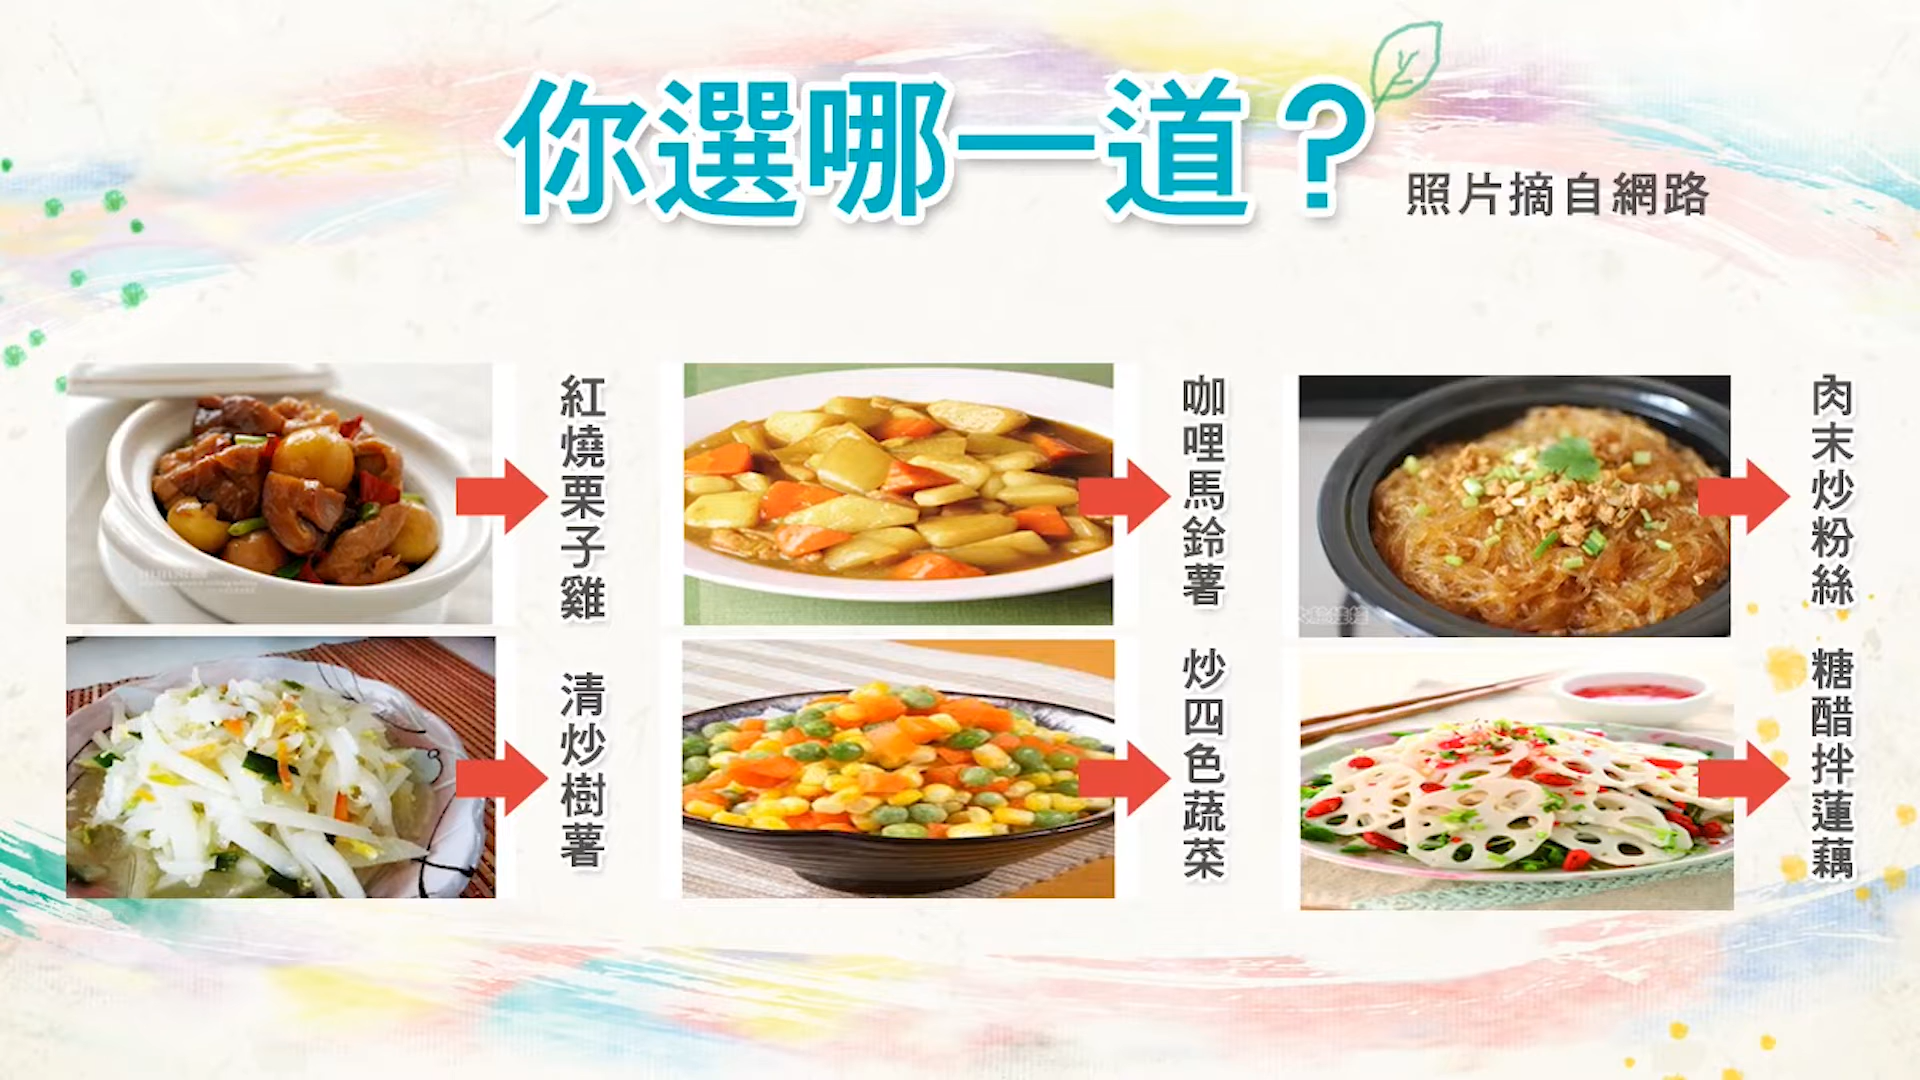 你選哪一道？
照片摘自網路
紅燒栗子雞
咖哩馬鈴薯
肉末炒粉絲
清炒樹薯
炒四色蔬菜
糖醋拌蓮藕